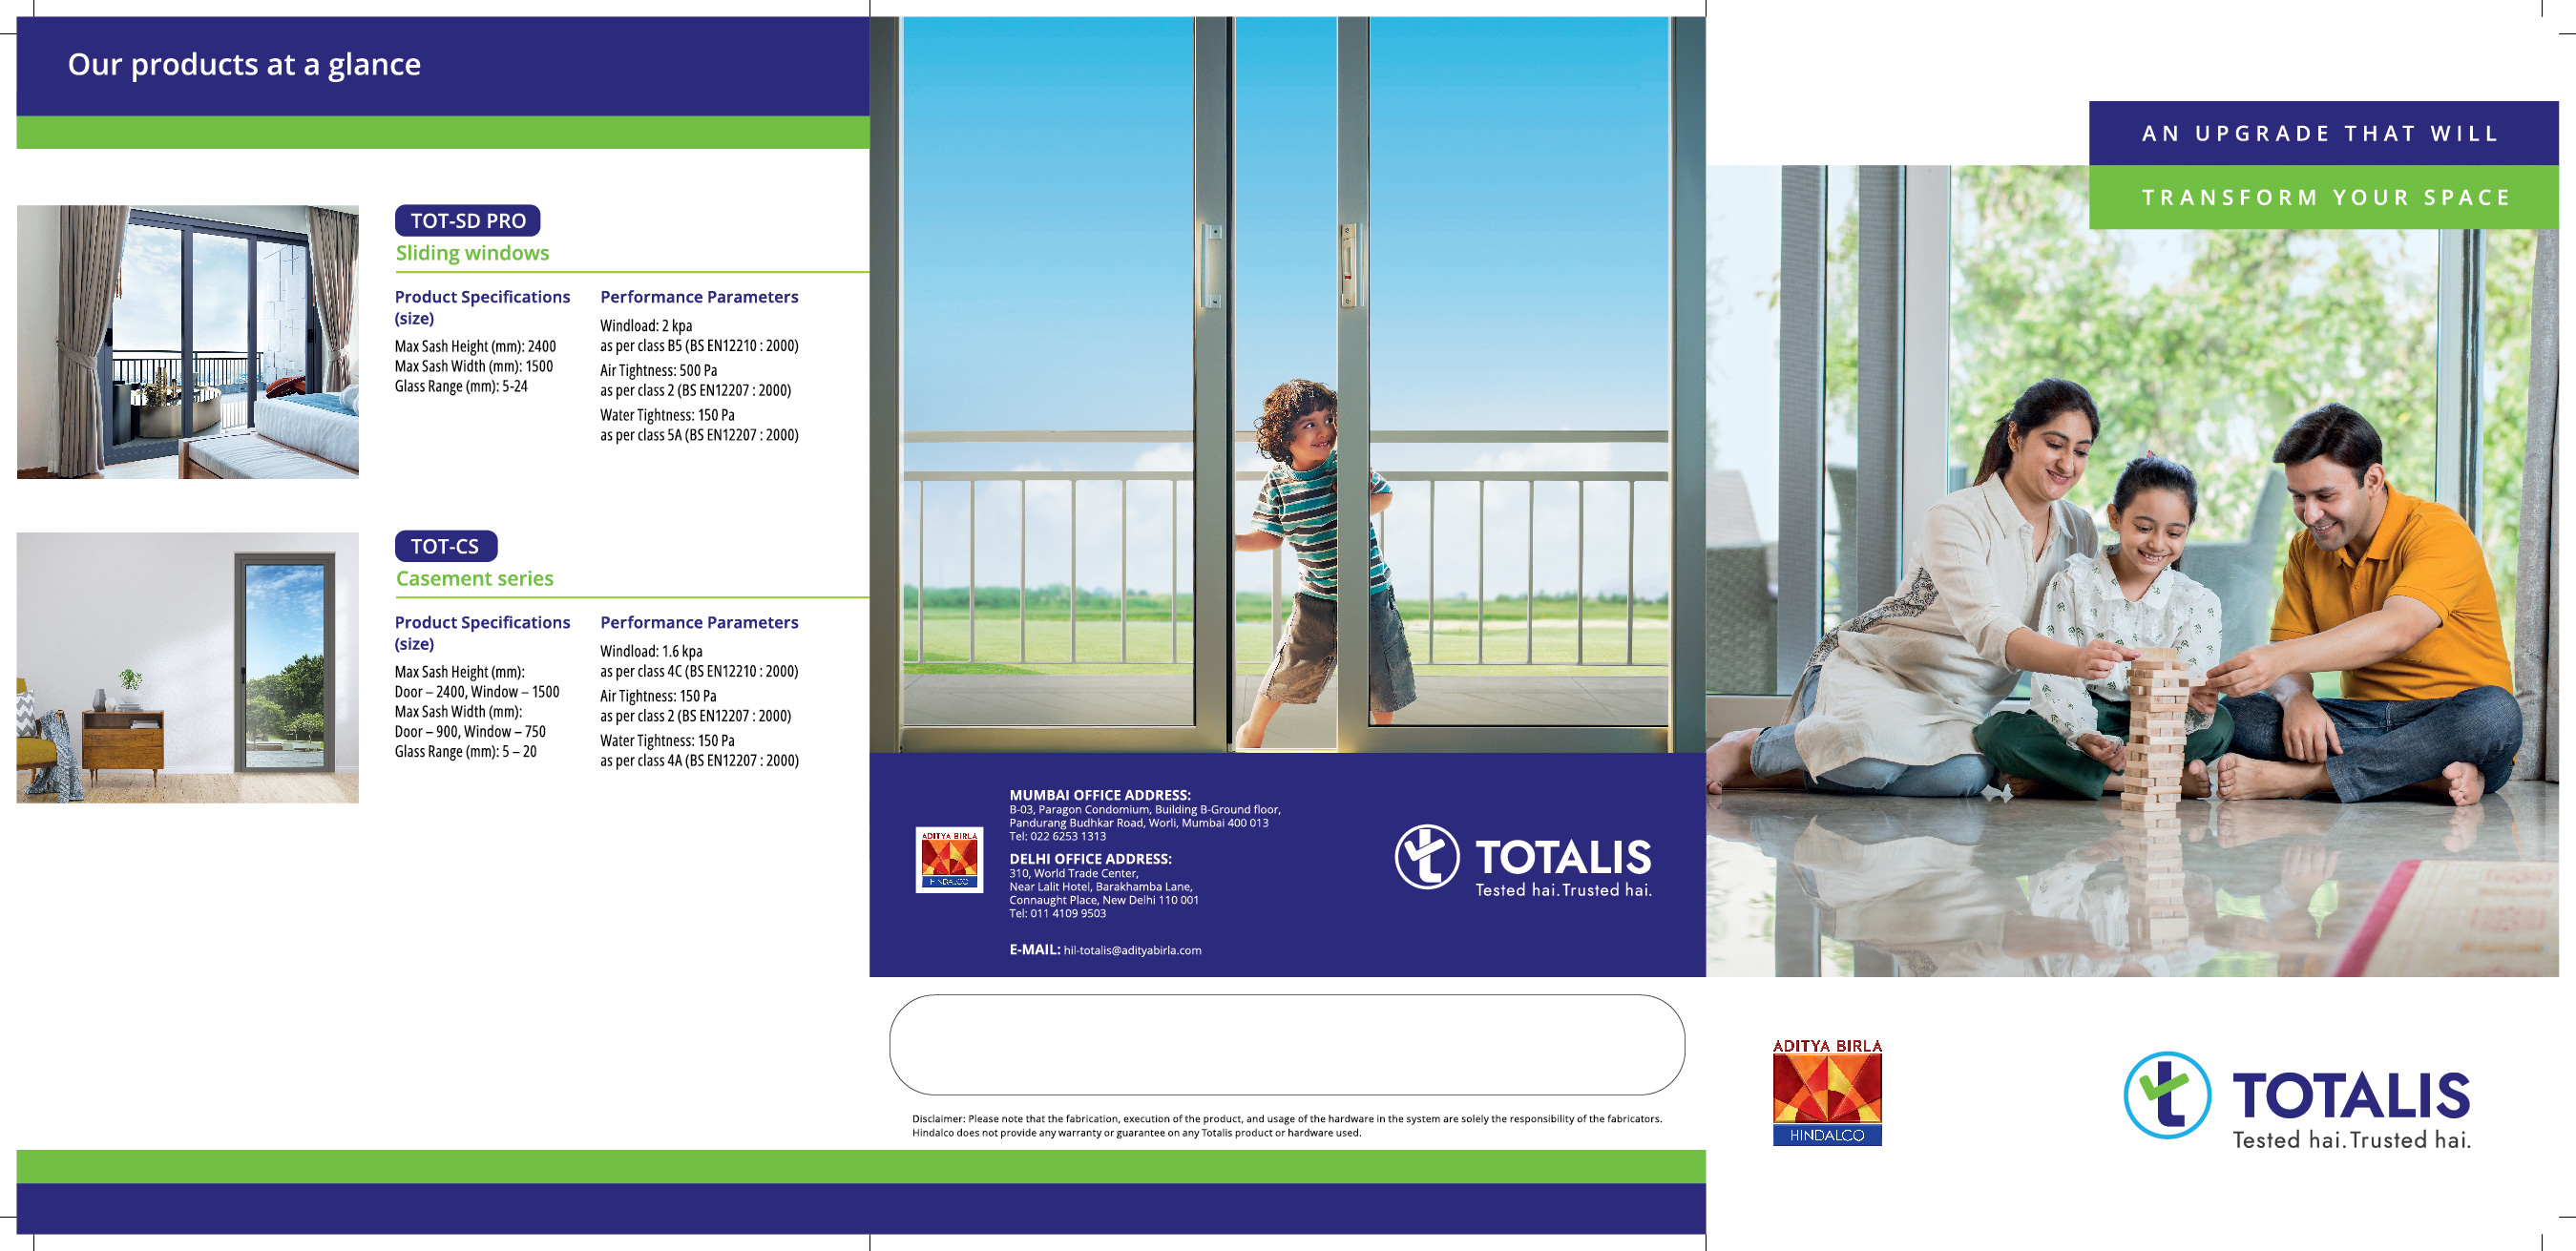 Our products at a glance
TOT-SD PRO
Sliding windows
Product Specifications
(size)
Max Sash Height (mm): 2400
Max Sash Width (mm): 1500
Glass Range (mm): 5-24
Performance Parameters
Windload: 2 kpa
as per class B5 (BS EN12210 : 2000)
Air Tightness: 500 Pa
as per class 2 (BS EN12207 : 2000)
Water Tightness: 150 Pa
as per class 5A (BS EN12207 : 2000)
TOT-CS
Casement series
Product Specifications
(size)
Max Sash Height (mm):
Door – 2400, Window – 1500
Max Sash Width (mm):
Door – 900, Window – 750
Glass Range (mm): 5 – 20
Performance Parameters
Windload: 1.6 kpa
as per class 4C (BS EN12210 : 2000)
Air Tightness: 150 Pa
as per class 2 (BS EN12207 : 2000)
Water Tightness: 150 Pa
as per class 4A (BS EN12207 : 2000)
ADITYA BIRLA
HINDALCO
MUMBAI OFFICE ADDRESS:
B-03, Paragon Condomium, Building B-Ground floor,
Pandurang Budhkar Road, Worli, Mumbai 400 013
Tel: 022 6253 1313
DELHI OFFICE ADDRESS:
310, World Trade Center,
Near Lalit Hotel, Barakhamba Lane,
Connaught Place, New Delhi 110 001
Tel: 011 4109 9503
E-MAIL: hil-totalis@adityabirla.com
TOTALIS
Tested hai. Trusted hai.
Disclaimer: Please note that the fabrication, execution of the product, and usage of the hardware in the system are solely the responsibility of the fabricators.
Hindalco does not provide any warranty or guarantee on any Totalis product or hardware used.
AN UPGRADE THAT WILL
TRANSFORM YOUR SPACE
ADITYA BIRLA
HINDALCO
TOTALIS
Tested hai. Trusted hai.